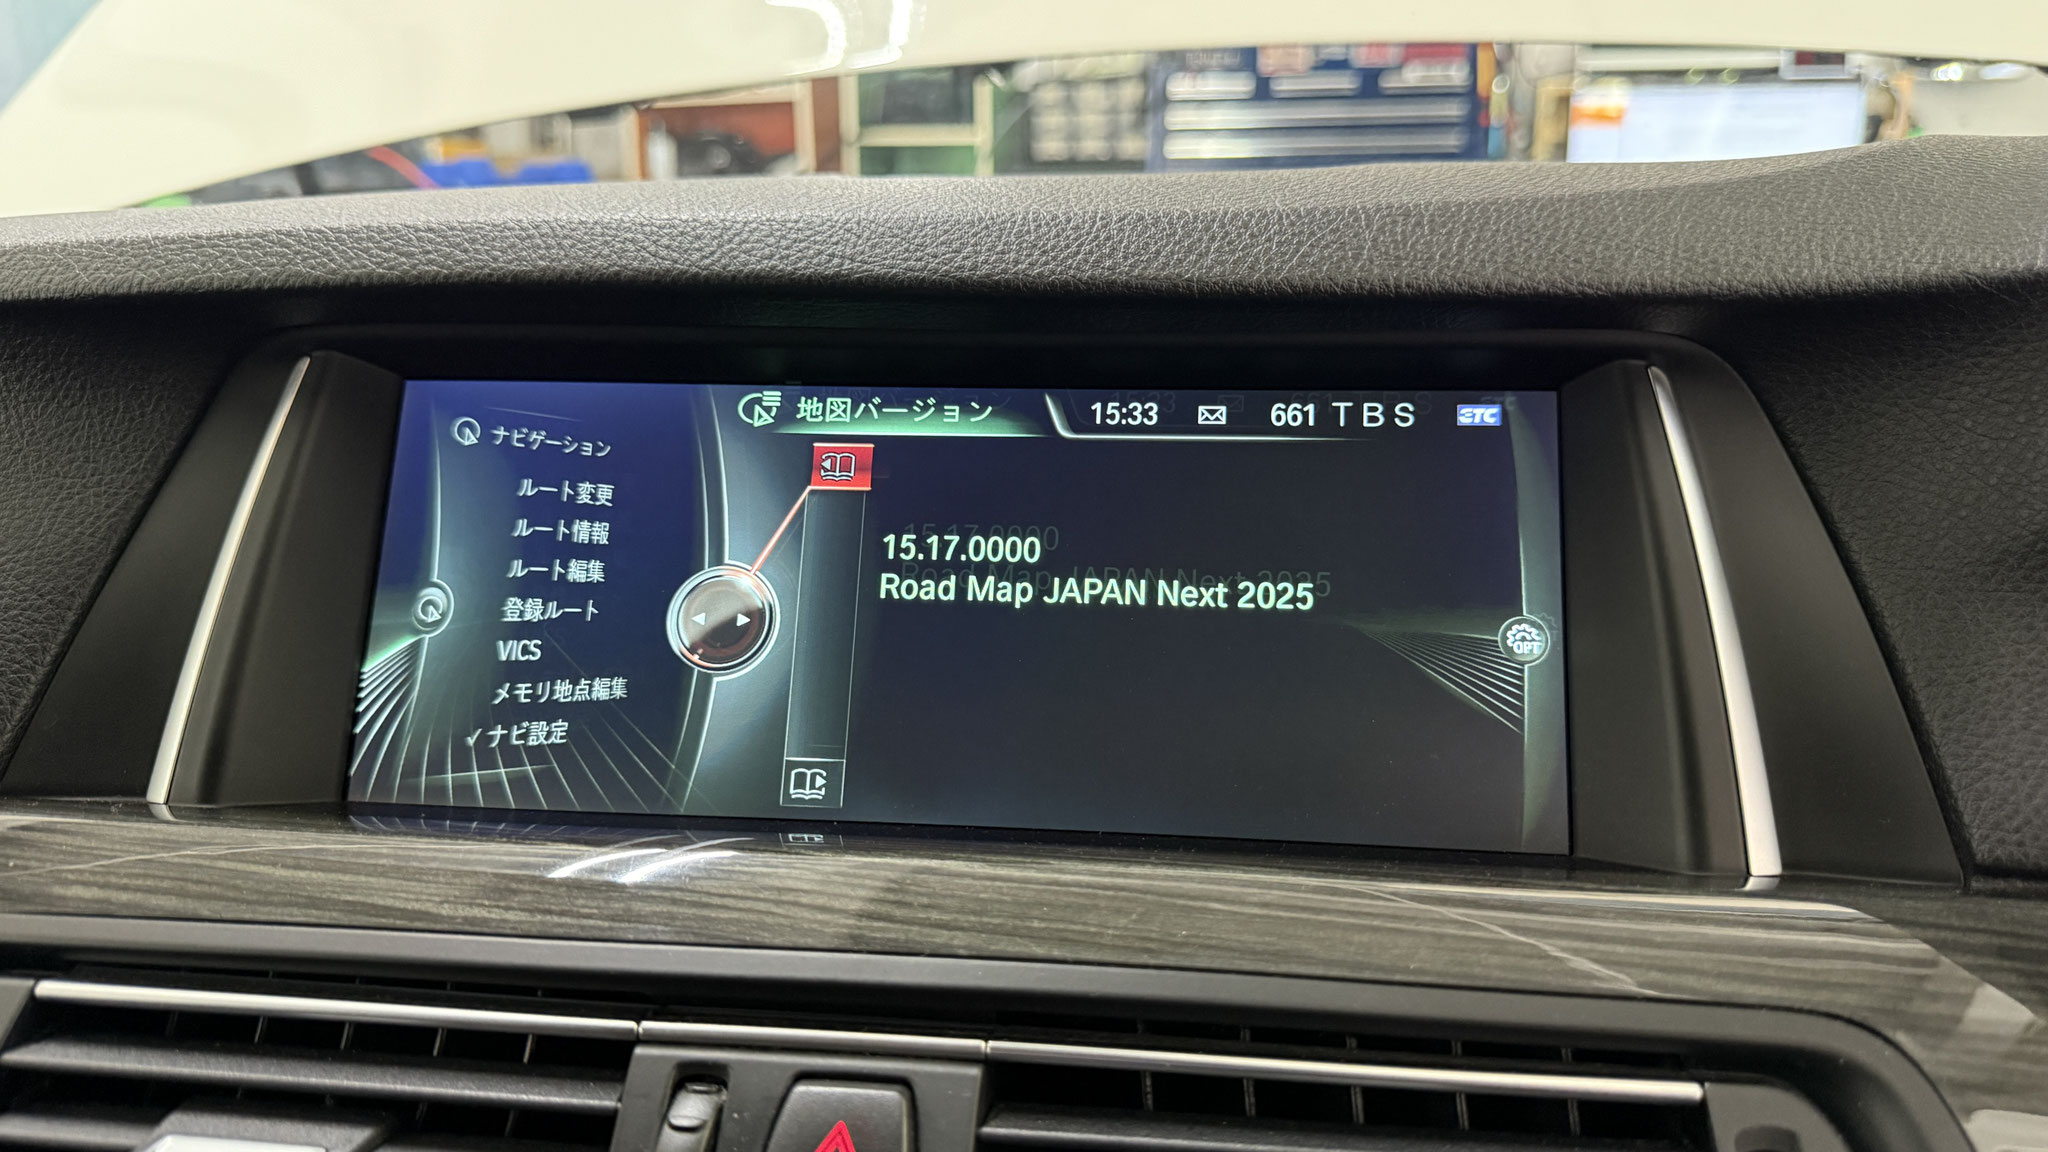 ナビゲーション
ルート変更
ルート情報
ルート編集
登録ルート
VICS
メモリ地点編集
✓ナビ設定
地図バージョン
15:33
661 TBS
ETC
15.17.0000
Road Map JAPAN Next 2025
OPT